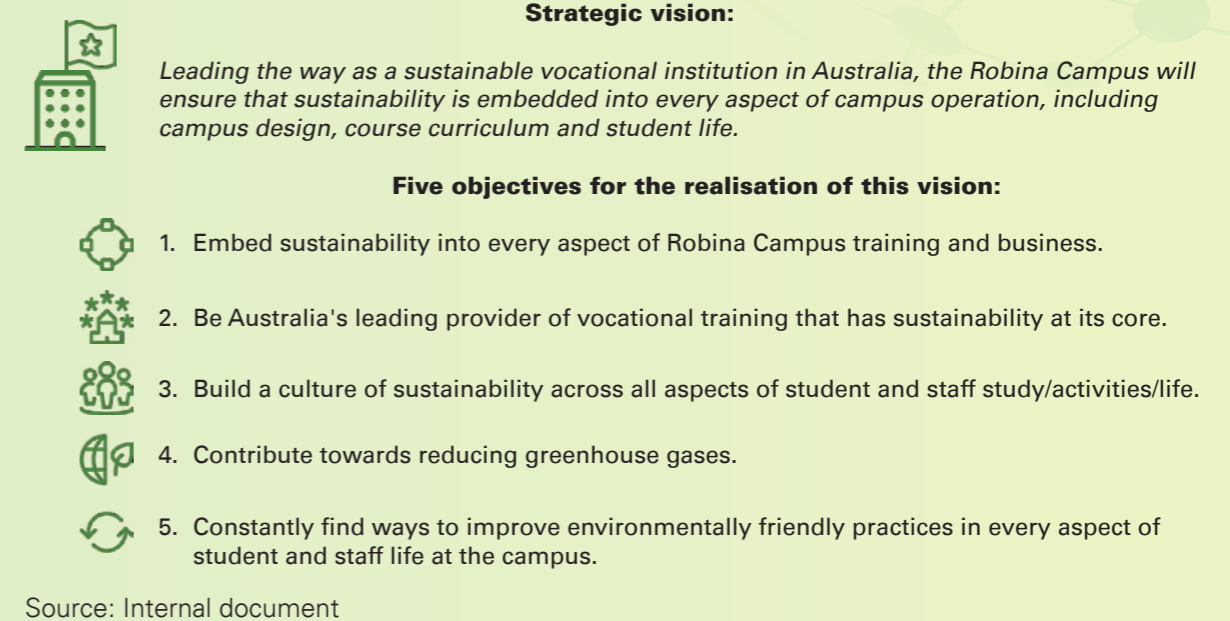 Strategic vision:
Leading the way as a sustainable vocational institution in Australia, the Robina Campus will
ensure that sustainability is embedded into every aspect of campus operation, including
campus design, course curriculum and student life.
Five objectives for the realisation of this vision:
1. Embed sustainability into every aspect of Robina Campus training and business.
2. Be Australia's leading provider of vocational training that has sustainability at its core.
3. Build a culture of sustainability across all aspects of student and staff study/activities/life.
4. Contribute towards reducing greenhouse gases.
5. Constantly find ways to improve environmentally friendly practices in every aspect of
student and staff life at the campus.
Source: Internal document